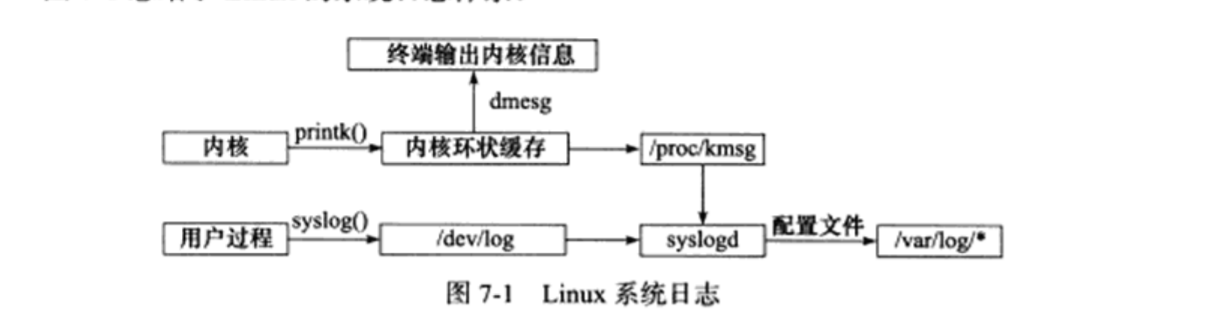 终端输出内核信息
dmesg
内核 printk() 内核环状缓存 /proc/kmsg
用户过程 syslog() /dev/log syslogd 配置文件 /var/log/*
图 7-1 Linux 系统日志